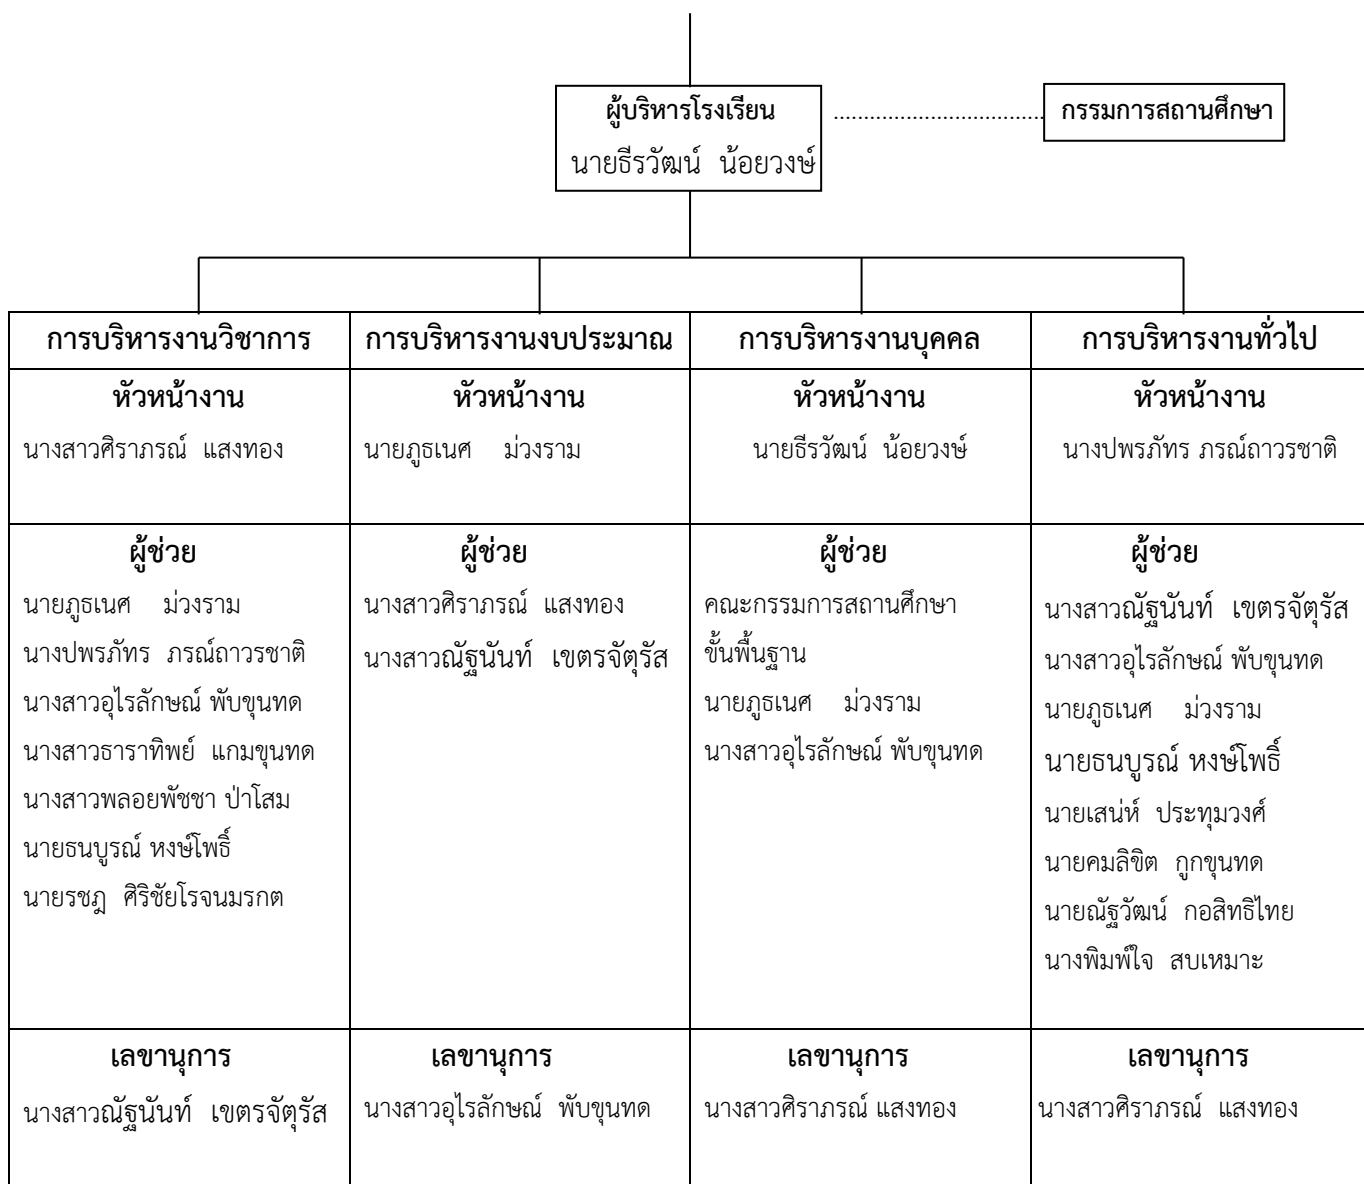 ผู้บริหารโรงเรียน
นายธีรวัฒน์ น้อยวงษ์
กรรมการสถานศึกษา
การบริหารงานวิชาการ
การบริหารงานงบประมาณ
การบริหารงานบุคคล
การบริหารงานทั่วไป
หัวหน้างาน
นางสาวศิราภรณ์ แสงทอง
หัวหน้างาน
นายภูธเนศ ม่วงราม
หัวหน้างาน
นายธีรวัฒน์ น้อยวงษ์
หัวหน้างาน
นางปพรภัทร ภรณ์ถาวรชาติ
ผู้ช่วย
นายภูธเนศ ม่วงราม
นางปพรภัทร ภรณ์ถาวรชาติ
นางสาวอุไรลักษณ์ พับขุนทด
นางสาวธาราทิพย์ แกมขุนทด
นางสาวพลอยพัชชา ป่าโสม
นายธนบูรณ์ หงษ์โพธิ์
นายรชฎ ศิริชัยโรจนมรกต
ผู้ช่วย
นางสาวศิราภรณ์ แสงทอง
นางสาวณัฐนันท์ เขตรจัตุรัส
ผู้ช่วย
คณะกรรมการสถานศึกษา
ขั้นพื้นฐาน
นายภูธเนศ ม่วงราม
นางสาวอุไรลักษณ์ พับขุนทด
ผู้ช่วย
นางสาวณัฐนันท์ เขตรจัตุรัส
นางสาวอุไรลักษณ์ พับขุนทด
นายภูธเนศ ม่วงราม
นายธนบูรณ์ หงษ์โพธิ์
นายเสน่ห์ ประทุมวงศ์
นายคมลิขิต กูกขุนทด
นายณัฐวัฒน์ กอสิทธิไทย
นางพิมพ์ใจ สบเหมาะ
เลขานุการ
นางสาวณัฐนันท์ เขตรจัตุรัส
เลขานุการ
นางสาวอุไรลักษณ์ พับขุนทด
เลขานุการ
นางสาวศิราภรณ์ แสงทอง
เลขานุการ
นางสาวศิราภรณ์ แสงทอง